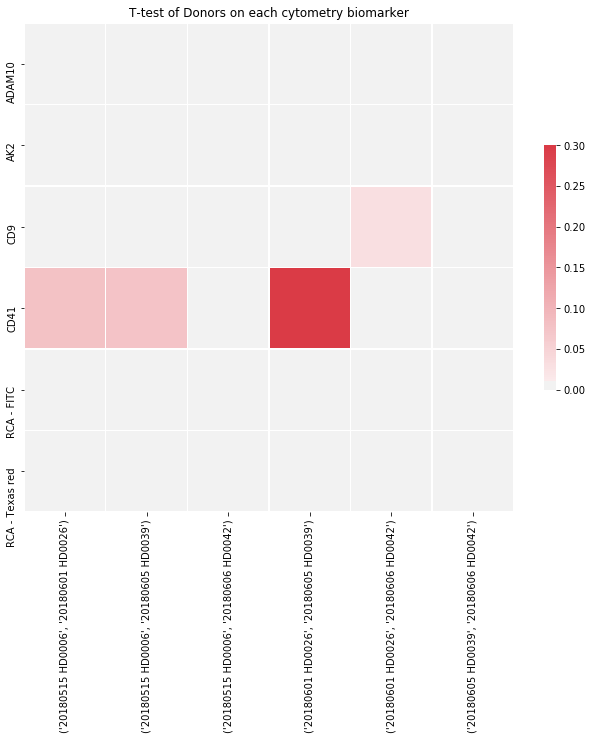 T-test of Donors on each cytometry biomarker
ADAM10
AK2
CD9
CD41
RCA - FITC
RCA - Texas red
0.30
0.25
0.20
0.15
0.10
0.05
0.00
('20180515 HD0006', '20180601 HD0026')
('20180515 HD0006', '20180605 HD0039')
('20180515 HD0006', '20180606 HD0042')
('20180601 HD0026', '20180605 HD0039')
('20180601 HD0026', '20180606 HD0042')
('20180605 HD0039', '20180606 HD0042')